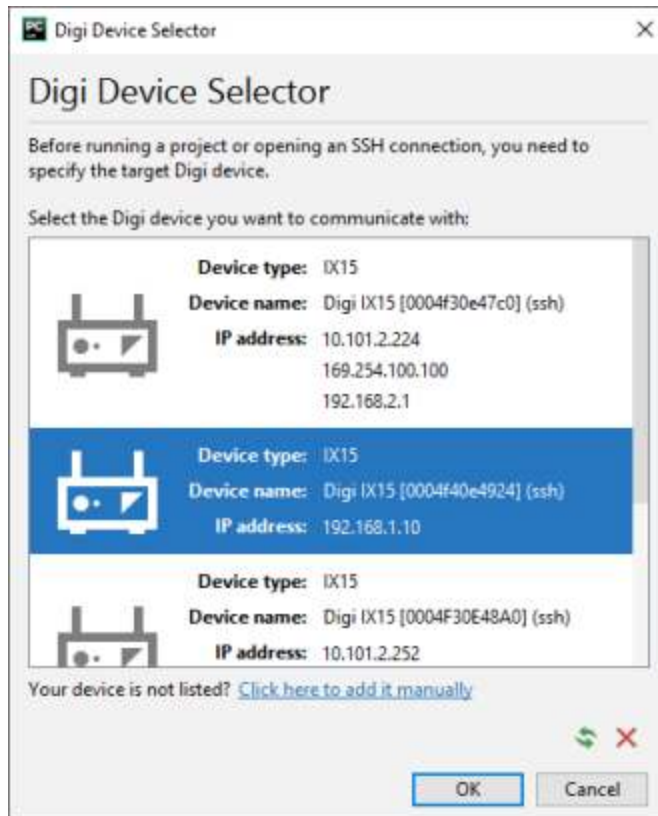 PC
Digi Device Selector
Digi Device Selector
Before running a project or opening an SSH connection, you need to
specify the target Digi device.
Select the Digi device you want to communicate with:
Device type: IX15
Device name: Digi IX15 [0004f30e47c0] (ssh)
IP address: 10.101.2.224
169.254.100.100
192.168.2.1
Device type: IX15
Device name: Digi IX15 [0004f40e4924] (ssh)
IP address: 192.168.1.10
Device type: IX15
Device name: Digi IX15 [0004F30E48A0] (ssh)
IP address: 10.101.2.252
Your device is not listed? Click here to add it manually
OK Cancel